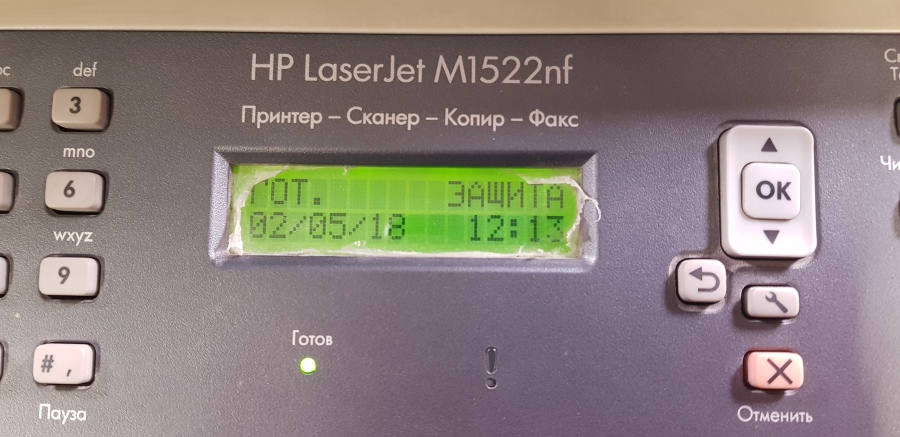 HP LaserJet M1522nf
Принтер – Сканер – Копир – Факс
def
3
mno
6
wxyz
9
#,
Пауза
ГОТ. ЗАЩИТА
02/05/18 12:13
Готов
!
OK
Отменить